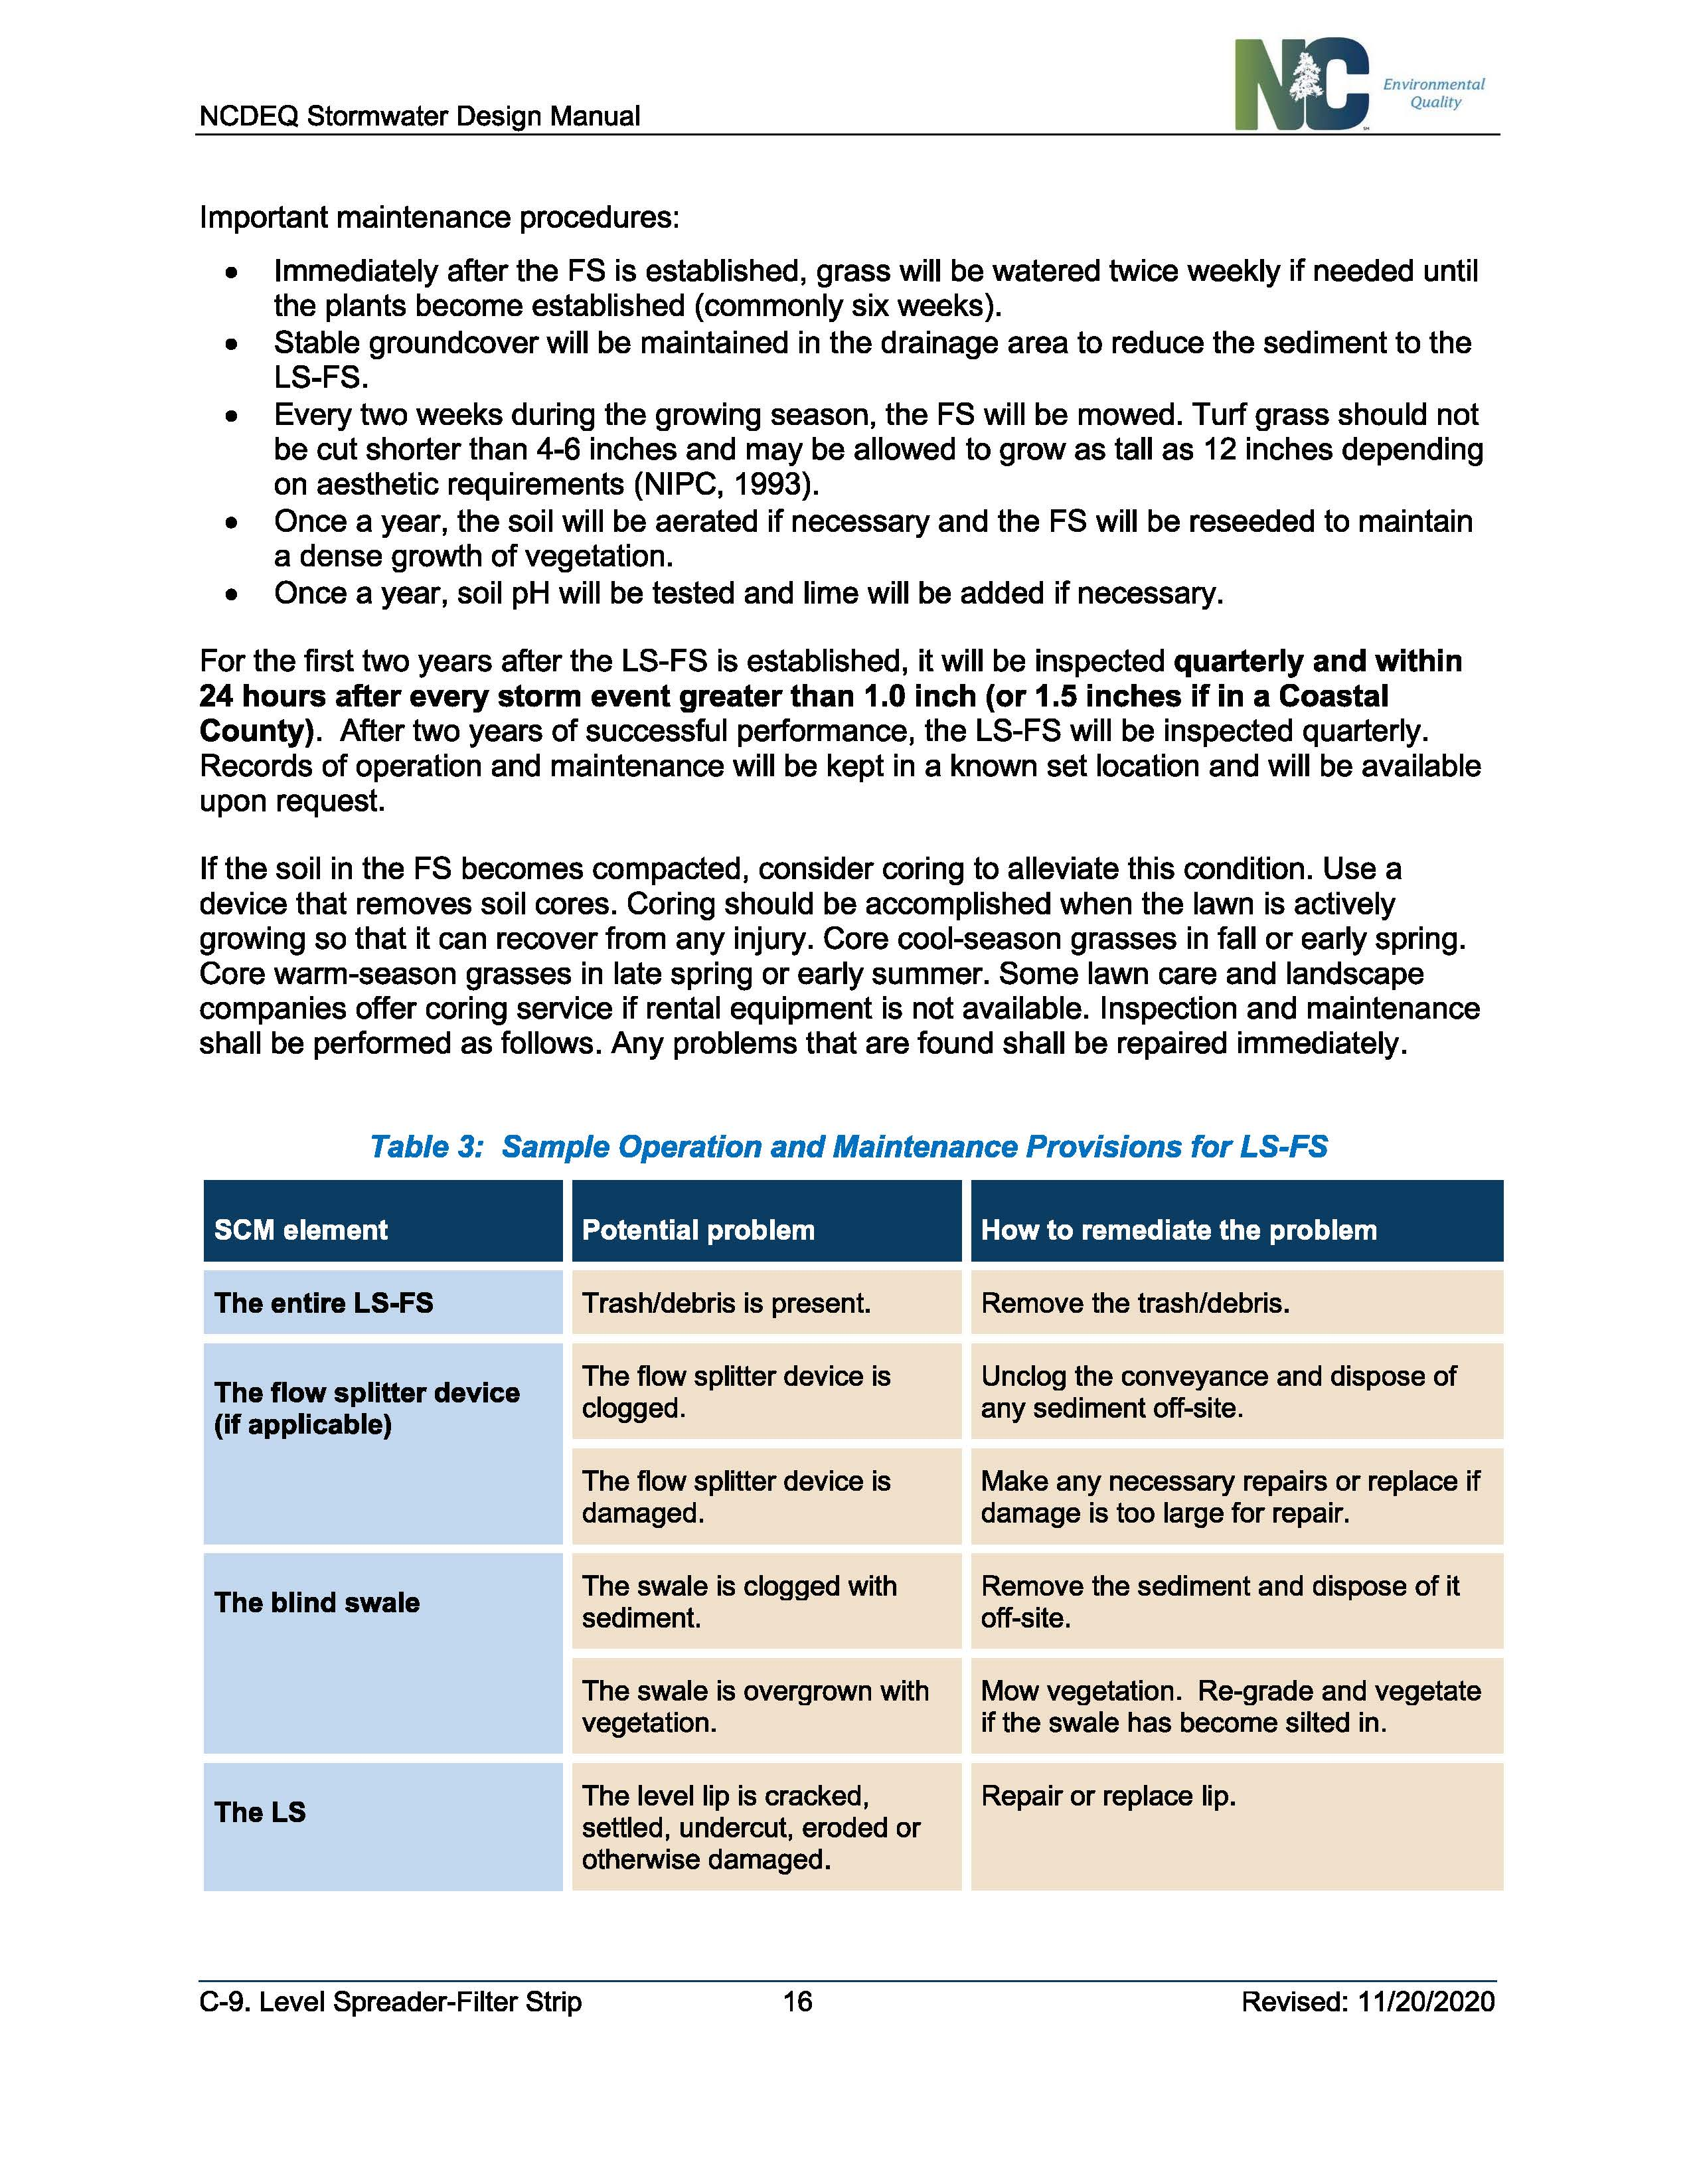 NCDEQ Stormwater Design Manual
NC
Environmental
Quality
SM
Important maintenance procedures:
• Immediately after the FS is established, grass will be watered twice weekly if needed until
the plants become established (commonly six weeks).
• Stable groundcover will be maintained in the drainage area to reduce the sediment to the
LS-FS.
• Every two weeks during the growing season, the FS will be mowed. Turf grass should not
be cut shorter than 4-6 inches and may be allowed to grow as tall as 12 inches depending
on aesthetic requirements (NIPC, 1993).
• Once a year, the soil will be aerated if necessary and the FS will be reseeded to maintain
a dense growth of vegetation.
• Once a year, soil pH will be tested and lime will be added if necessary.
For the first two years after the LS-FS is established, it will be inspected quarterly and within
24 hours after every storm event greater than 1.0 inch (or 1.5 inches if in a Coastal
County). After two years of successful performance, the LS-FS will be inspected quarterly.
Records of operation and maintenance will be kept in a known set location and will be available
upon request.
If the soil in the FS becomes compacted, consider coring to alleviate this condition. Use a
device that removes soil cores. Coring should be accomplished when the lawn is actively
growing so that it can recover from any injury. Core cool-season grasses in fall or early spring.
Core warm-season grasses in late spring or early summer. Some lawn care and landscape
companies offer coring service if rental equipment is not available. Inspection and maintenance
shall be performed as follows. Any problems that are found shall be repaired immediately.
Table 3: Sample Operation and Maintenance Provisions for LS-FS
SCM element
Potential problem
How to remediate the problem
The entire LS-FS
Trash/debris is present.
Remove the trash/debris.
The flow splitter device
(if applicable)
The flow splitter device is
clogged.
Unclog the conveyance and dispose of
any sediment off-site.
The flow splitter device is
damaged.
Make any necessary repairs or replace if
damage is too large for repair.
The blind swale
The swale is clogged with
sediment.
Remove the sediment and dispose of it
off-site.
The swale is overgrown with
vegetation.
Mow vegetation. Re-grade and vegetate
if the swale has become silted in.
The LS
The level lip is cracked,
settled, undercut, eroded or
otherwise damaged.
Repair or replace lip.
C-9. Level Spreader-Filter Strip
16
Revised: 11/20/2020